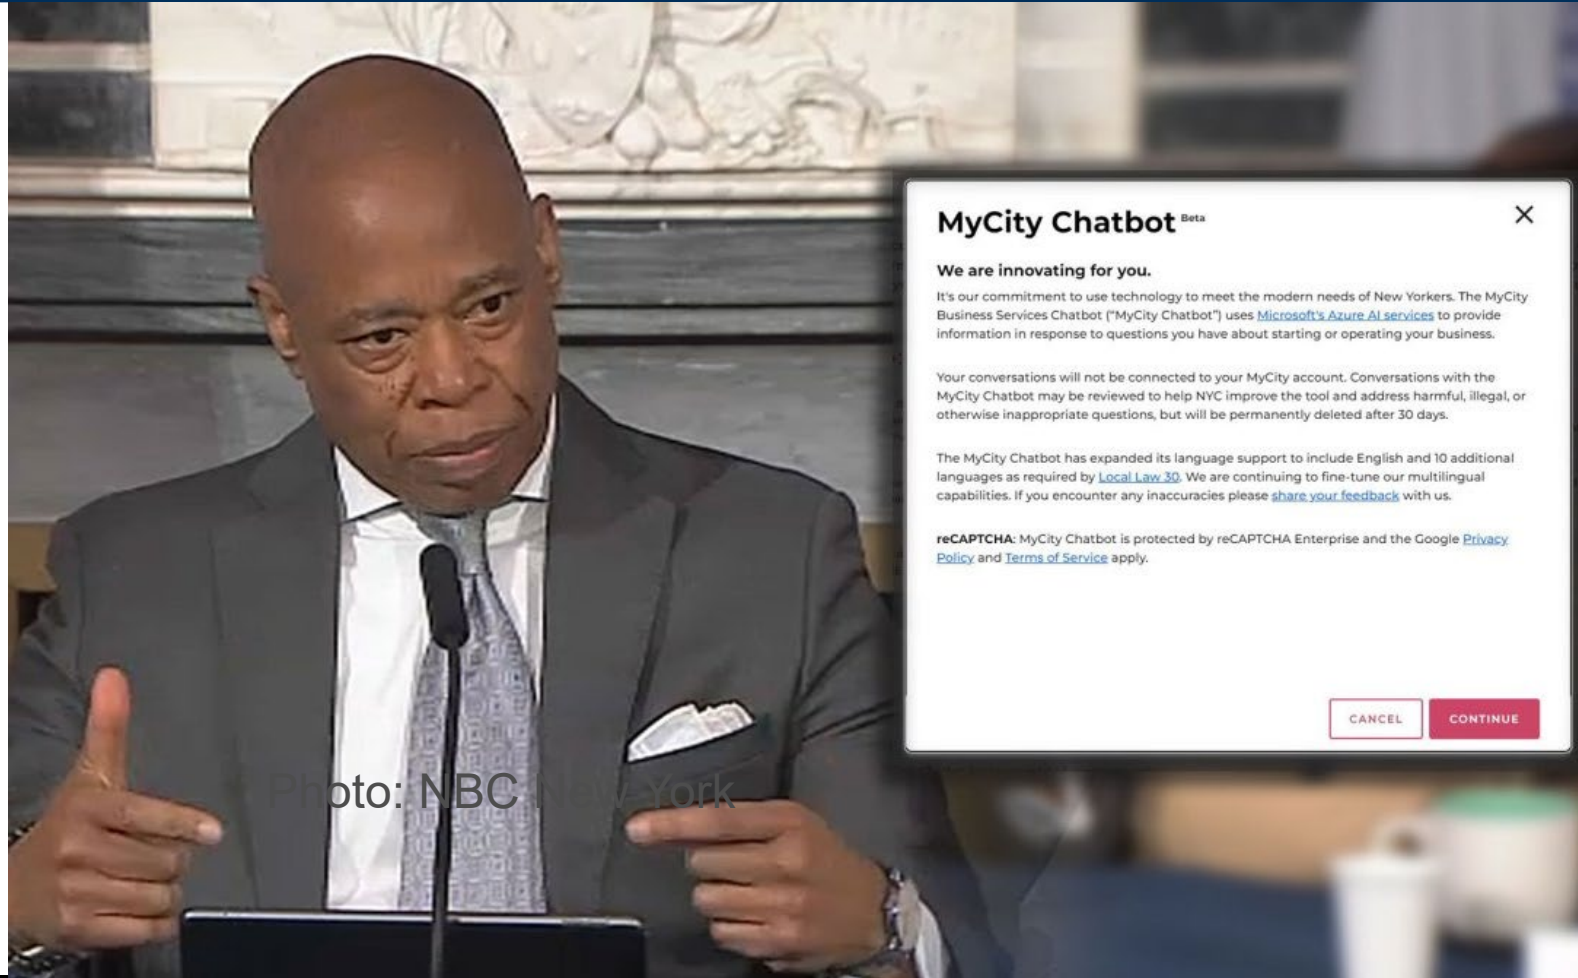 MyCity Chatbot Beta
We are innovating for you.
It's our commitment to use technology to meet the modern needs of New Yorkers. The MyCity
Business Services Chatbot ("MyCity Chatbot") uses Microsoft's Azure AI services to provide
information in response to questions you have about starting or operating your business.
Your conversations will not be connected to your MyCity account. Conversations with the
MyCity Chatbot may be reviewed to help NYC improve the tool and address harmful, illegal, or
otherwise inappropriate questions, but will be permanently deleted after 30 days.
The MyCity Chatbot has expanded its language support to include English and 10 additional
languages as required by Local Law 30. We are continuing to fine-tune our multilingual
capabilities. If you encounter any inaccuracies please share your feedback with us.
reCAPTCHA: MyCity Chatbot is protected by reCAPTCHA Enterprise and the Google Privacy
Policy and Terms of Service apply.
CANCEL CONTINUE
Photo: NBC New York